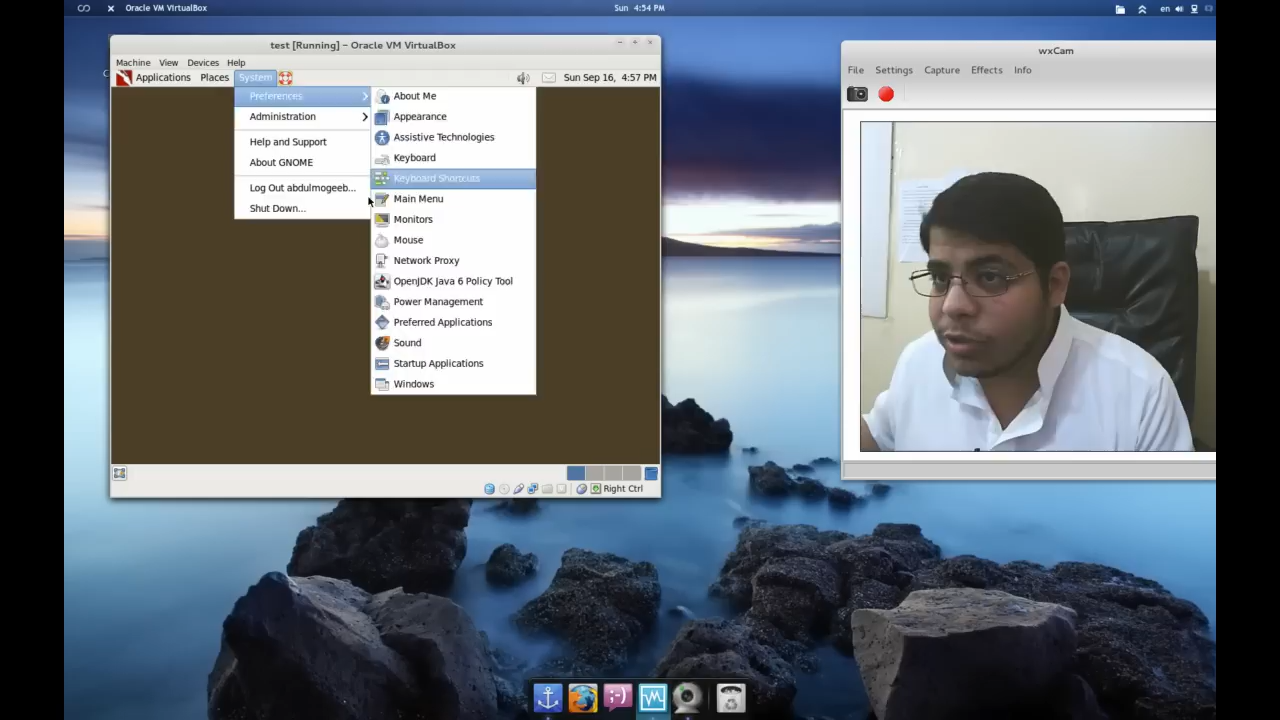 Oracle VM VirtualBox
Sun 4:54 PM
en
test [Running] – Oracle VM VirtualBox
Machine View Devices Help
Applications Places System
Sun Sep 16, 4:57 PM
Preferences
Administration
Help and Support
About GNOME
Log Out abdulmogeeb...
Shut Down...
About Me
Appearance
Assistive Technologies
Keyboard
Keyboard Shortcuts
Main Menu
Monitors
Mouse
Network Proxy
OpenJDK Java 6 Policy Tool
Power Management
Preferred Applications
Sound
Startup Applications
Windows
Right Ctrl
wxCam
File Settings Capture Effects Info